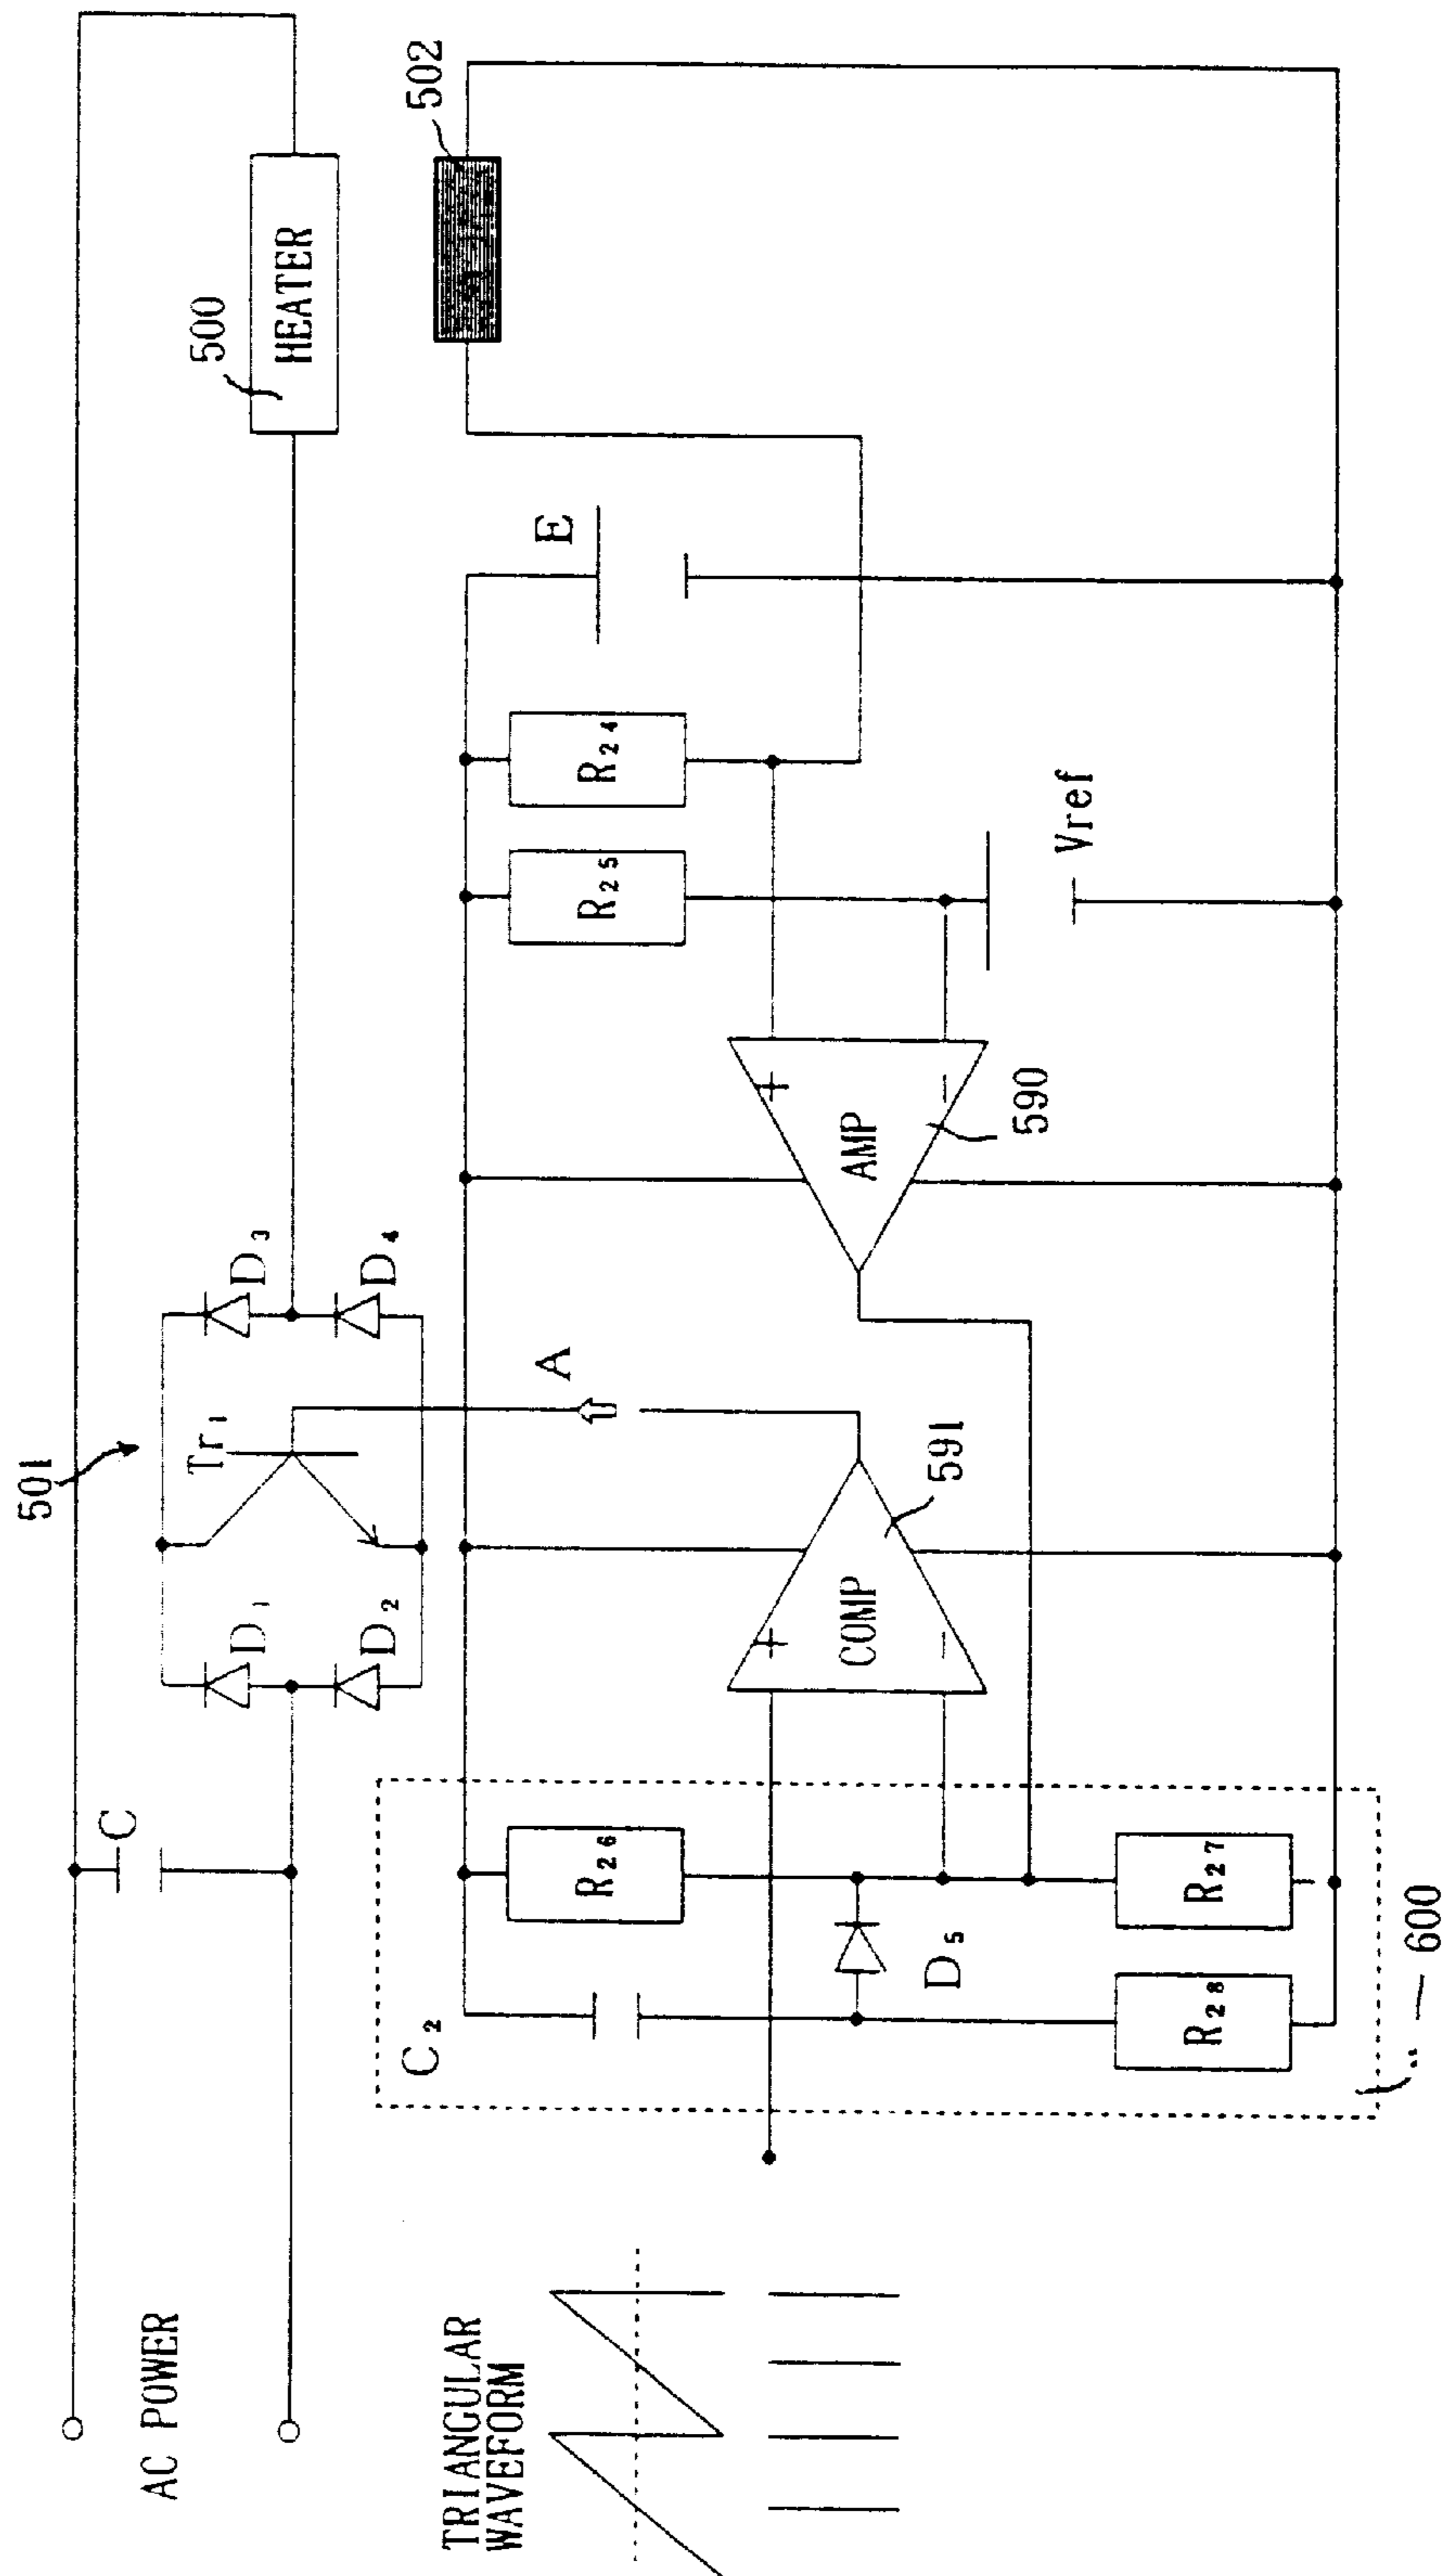 AC POWER
C
501
Tr₁
D₁
D₂
D₃
D₄
500
HEATER
502
A
E
TRIANGULAR
WAVEFORM
C₂
R₂₆
D₅
R₂₇
R₂₈
600
COMP
+
−
591
AMP
+
−
590
R₂₅
R₂₄
Vref